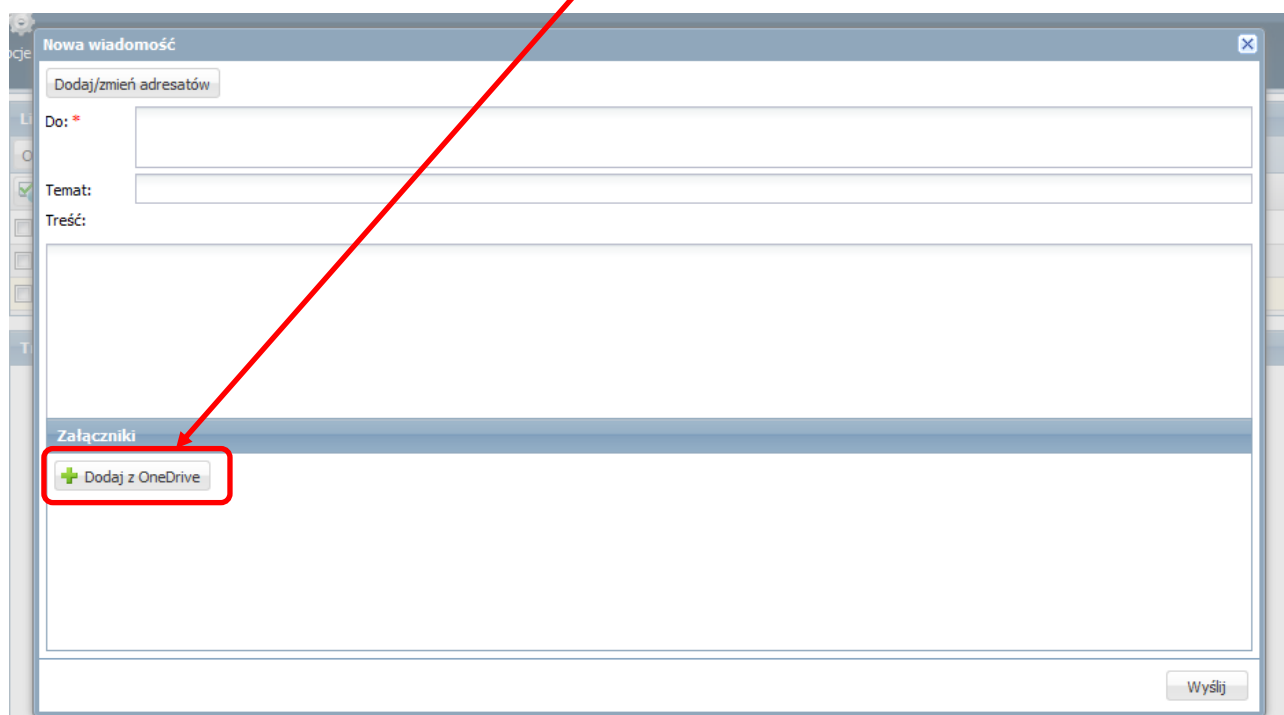 Nowa wiadomość
Dodaj/zmień adresatów
Do: *
Temat:
Treść:
Załączniki
Dodaj z OneDrive
Wyślij